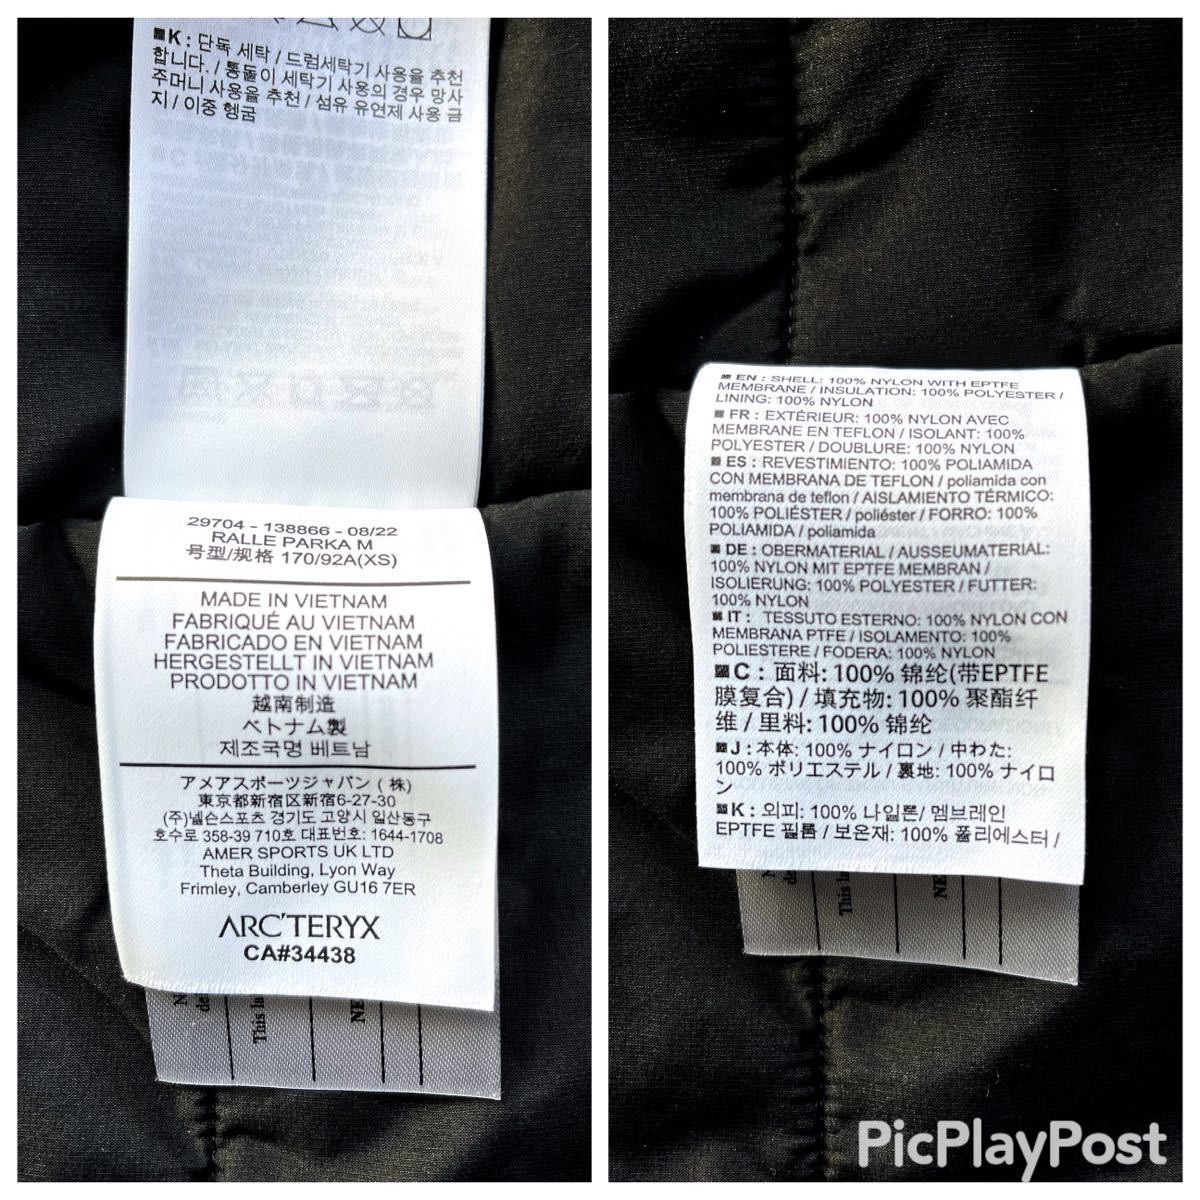 ■K : 단독 세탁 / 드럼세탁기 사용을 추천
합니다. / 통돌이 세탁기 사용의 경우 망사
주머니 사용을 추천 / 섬유 유연제 사용 금
지 / 이중 헹굼
29704 - 138866 - 08/22
RALLE PARKA M
号型/规格 170/92A(XS)
MADE IN VIETNAM
FABRIQUÉ AU VIETNAM
FABRICADO EN VIETNAM
HERGESTELLT IN VIETNAM
PRODOTTO IN VIETNAM
越南制造
ベトナム製
제조국명 베트남
アメアスポーツジャパン ( 株)
東京都新宿区新宿6-27-30
(주)넬슨스포츠 경기도 고양시 일산동구
호수로 358-39 710호 대표번호: 1644-1708
AMER SPORTS UK LTD
Theta Building, Lyon Way
Frimley, Camberley GU16 7ER
ARC'TERYX
CA#34438
This la
NE
■ EN : SHELL: 100% NYLON WITH EPTFE
MEMBRANE / INSULATION: 100% POLYESTER /
LINING: 100% NYLON
■ FR : EXTÉRIEUR: 100% NYLON AVEC
MEMBRANE EN TEFLON / ISOLANT: 100%
POLYESTER / DOUBLURE: 100% NYLON
■ ES : REVESTIMIENTO: 100% POLIAMIDA
CON MEMBRANA DE TEFLON / poliamida con
membrana de teflon / AISLAMIENTO TÉRMICO:
100% POLIÉSTER / poliéster / FORRO: 100%
POLIAMIDA / poliamida
■ DE : OBERMATERIAL / AUSSEUMATERIAL:
100% NYLON MIT EPTFE MEMBRAN /
ISOLIERUNG: 100% POLYESTER / FUTTER:
100% NYLON
■ IT : TESSUTO ESTERNO: 100% NYLON CON
MEMBRANA PTFE / ISOLAMENTO: 100%
POLIESTERE / FODERA: 100% NYLON
■C : 面料: 100% 锦纶(带EPTFE
膜复合) / 填充物: 100% 聚酯纤
维 / 里料: 100% 锦纶
■J : 本体: 100% ナイロン / 中わた:
100% ポリエステル / 裏地: 100% ナイロ
ン
■K : 외피: 100% 나일론/ 멤브레인
EPTFE 필름 / 보온재: 100% 폴리에스터 /
This la
NE
PicPlayPost